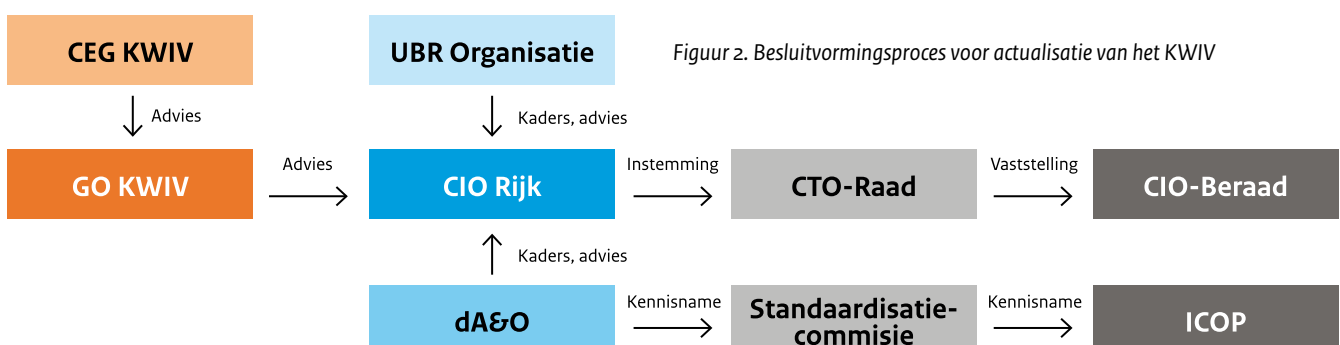 CEG KWIV
UBR Organisatie
Figuur 2. Besluitvormingsproces voor actualisatie van het KWIV
Advies
Kaders, advies
GO KWIV
Advies
CIO Rijk
Instemming
CTO-Raad
Vaststelling
CIO-Beraad
Kaders, advies
dA&O
Kennisname
Standaardisatie-
commisie
Kennisname
ICOP